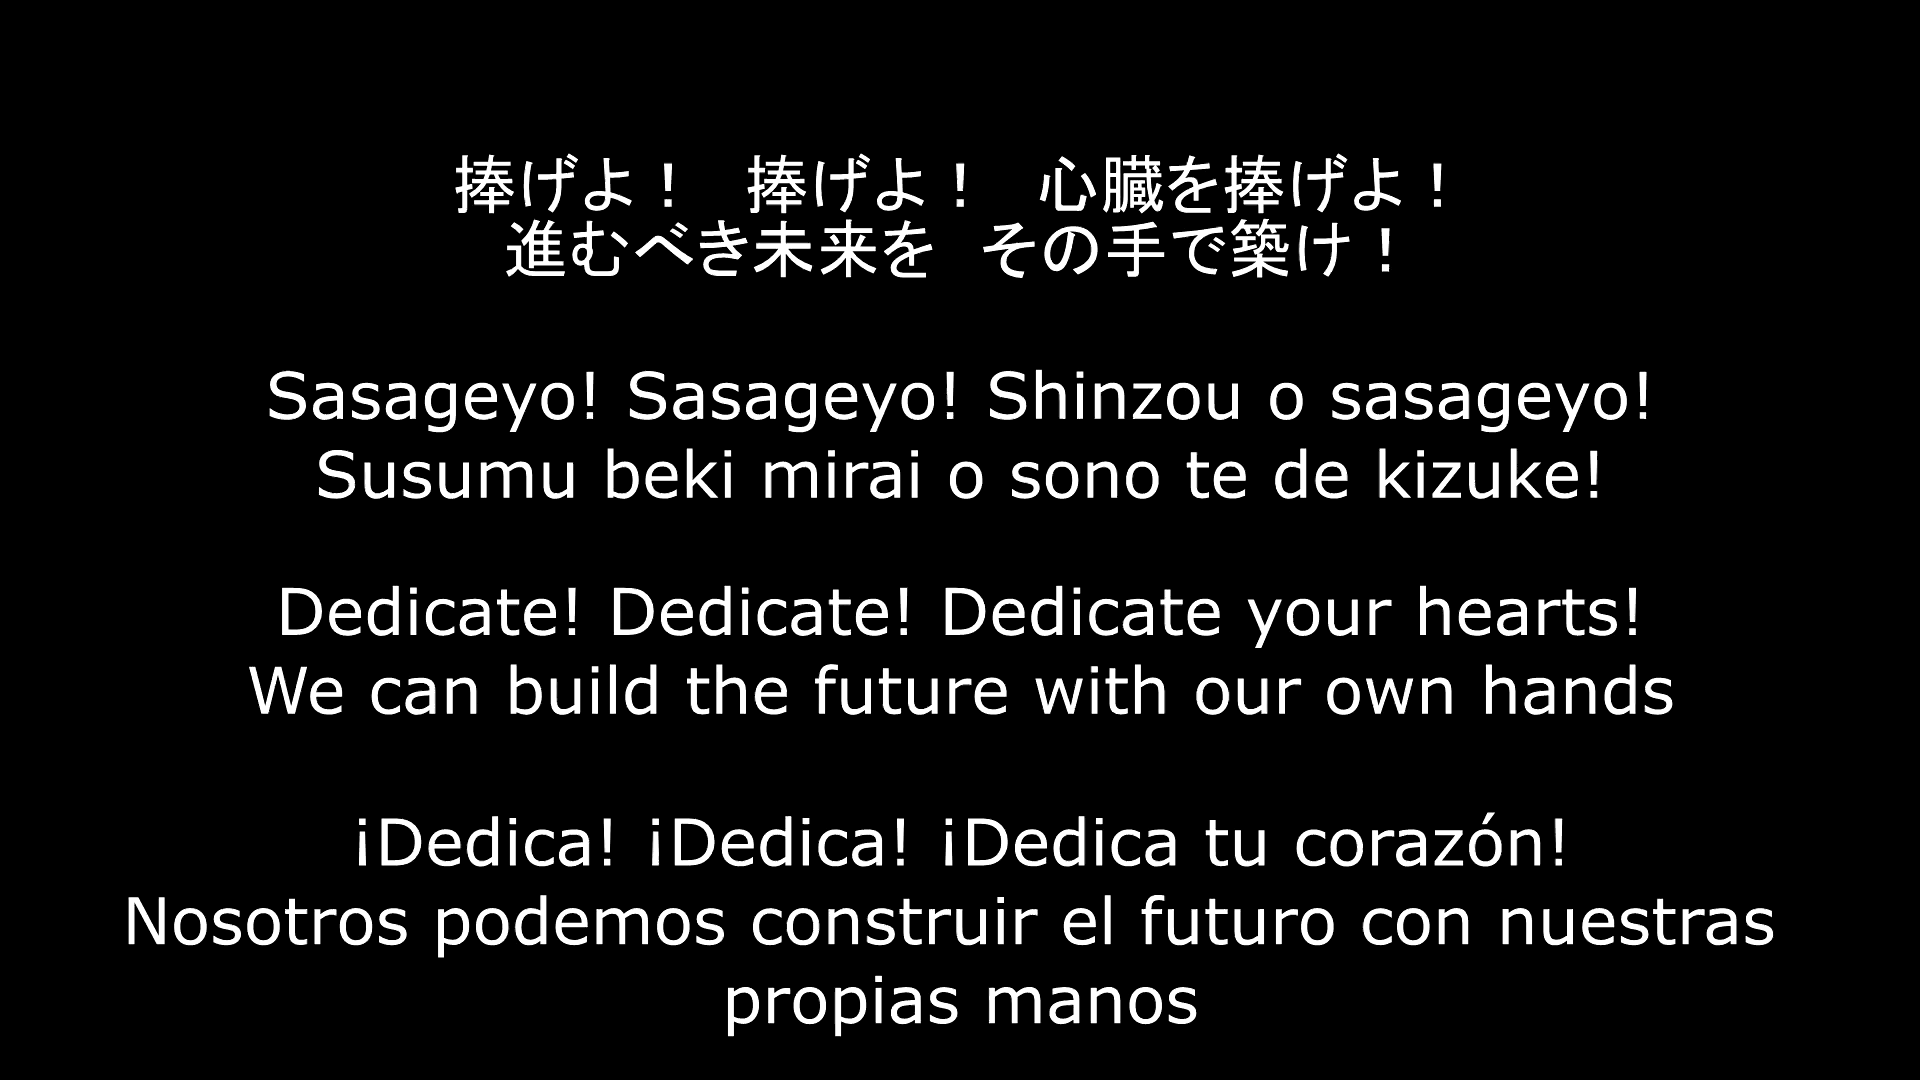 捧げよ！　捧げよ！　心臓を捧げよ！
進むべき未来を　その手で築け！
Sasageyo! Sasageyo! Shinzou o sasageyo!
Susumu beki mirai o sono te de kizuke!
Dedicate! Dedicate! Dedicate your hearts!
We can build the future with our own hands
¡Dedica! ¡Dedica! ¡Dedica tu corazón!
Nosotros podemos construir el futuro con nuestras
propias manos